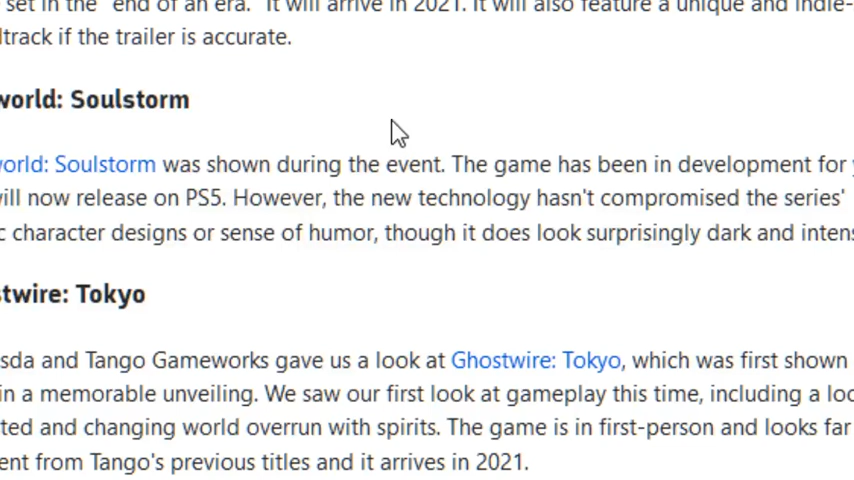 set in the "end of an era." It will arrive in 2021. It will also feature a unique and indie-
track if the trailer is accurate.
world: Soulstorm
world: Soulstorm was shown during the event. The game has been in development for
will now release on PS5. However, the new technology hasn't compromised the series'
c character designs or sense of humor, though it does look surprisingly dark and intens
stwire: Tokyo
sda and Tango Gameworks gave us a look at Ghostwire: Tokyo, which was first shown
in a memorable unveiling. We saw our first look at gameplay this time, including a loo
ted and changing world overrun with spirits. The game is in first-person and looks far
ent from Tango's previous titles and it arrives in 2021.